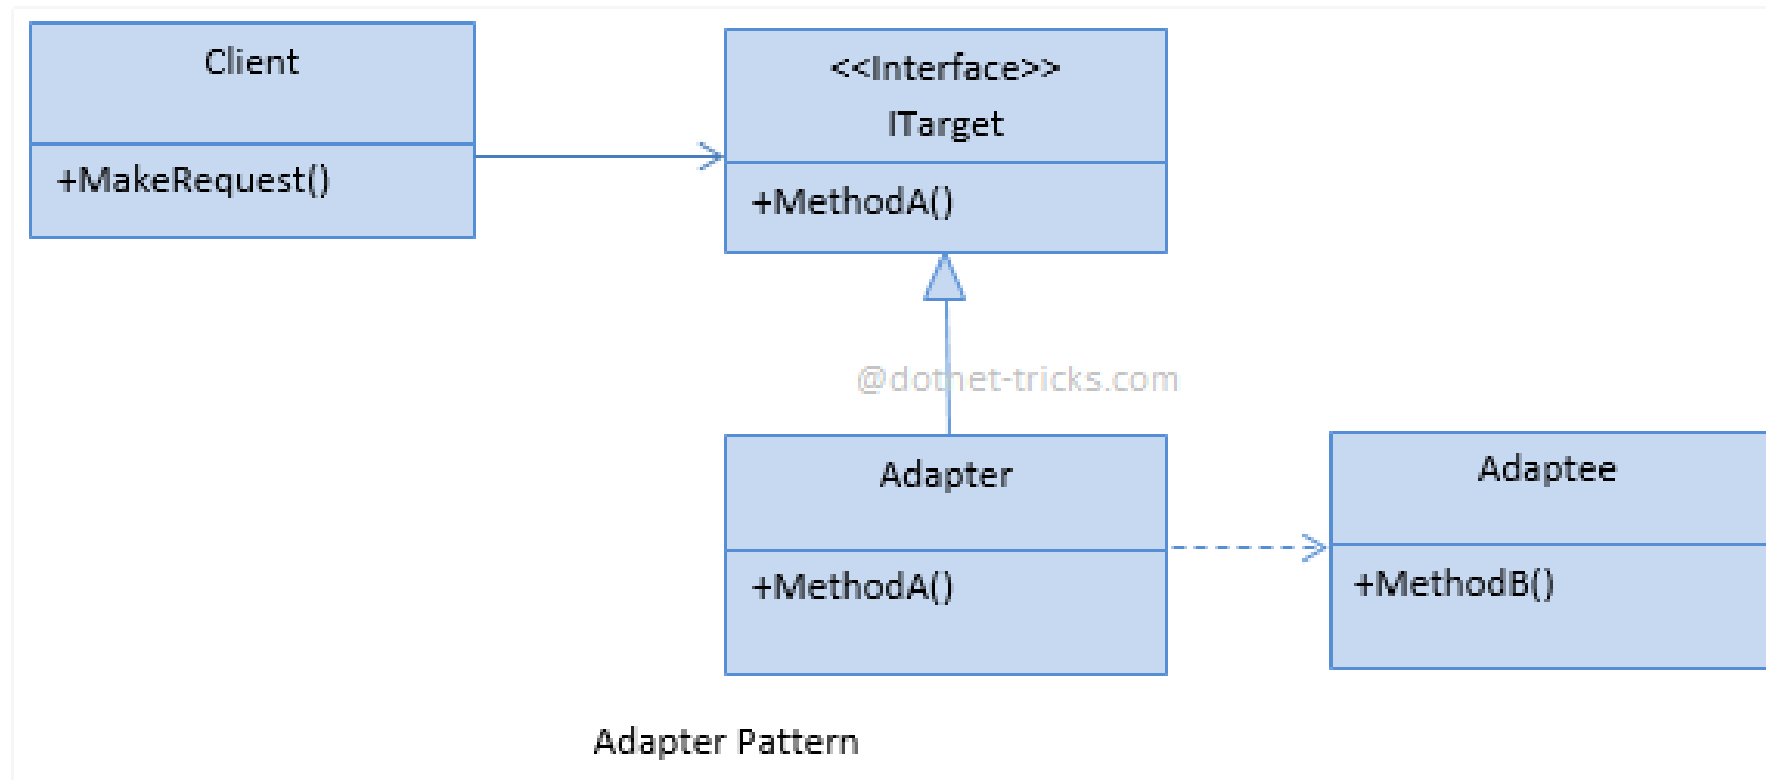 Client
+MakeRequest()
<<Interface>>
ITarget
+MethodA()
@dotnet-tricks.com
Adapter
+MethodA()
Adaptee
+MethodB()
Adapter Pattern